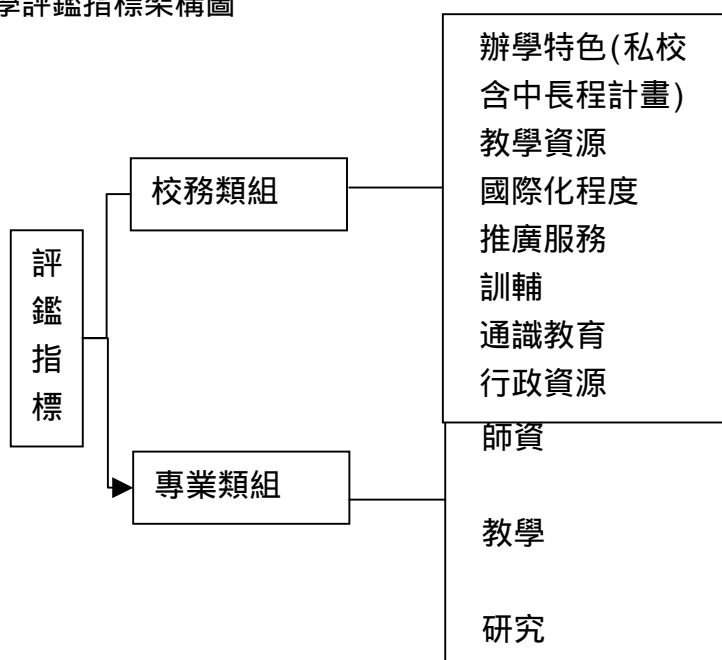 學評鑑指標架構圖
辦學特色(私校
含中長程計畫)
教學資源
國際化程度
推廣服務
訓輔
通識教育
行政資源
校務類組
評
鑑
指
標
專業類組
師資
教學
研究